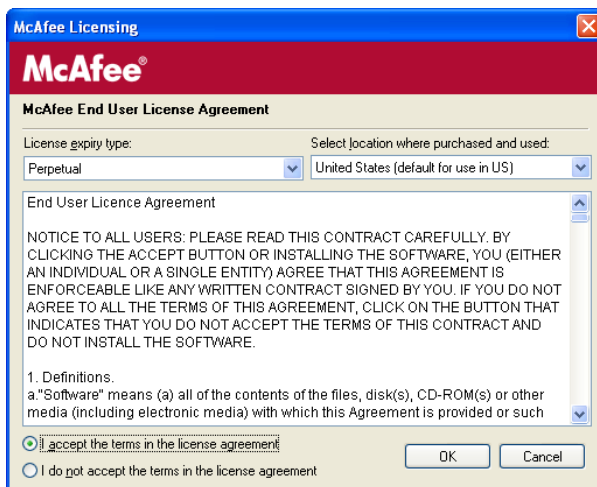 McAfee Licensing
McAfee®
McAfee End User License Agreement
License expiry type:
Select location where purchased and used:
Perpetual
United States (default for use in US)
End User Licence Agreement
NOTICE TO ALL USERS: PLEASE READ THIS CONTRACT CAREFULLY. BY
CLICKING THE ACCEPT BUTTON OR INSTALLING THE SOFTWARE, YOU (EITHER
AN INDIVIDUAL OR A SINGLE ENTITY) AGREE THAT THIS AGREEMENT IS
ENFORCEABLE LIKE ANY WRITTEN CONTRACT SIGNED BY YOU. IF YOU DO NOT
AGREE TO ALL THE TERMS OF THIS AGREEMENT, CLICK ON THE BUTTON THAT
INDICATES THAT YOU DO NOT ACCEPT THE TERMS OF THIS CONTRACT AND
DO NOT INSTALL THE SOFTWARE.
1. Definitions.
a."Software" means (a) all of the contents of the files, disk(s), CD-ROM(s) or other
media (including electronic media) with which this Agreement is provided or such
I accept the terms in the license agreement
I do not accept the terms in the license agreement
OK
Cancel